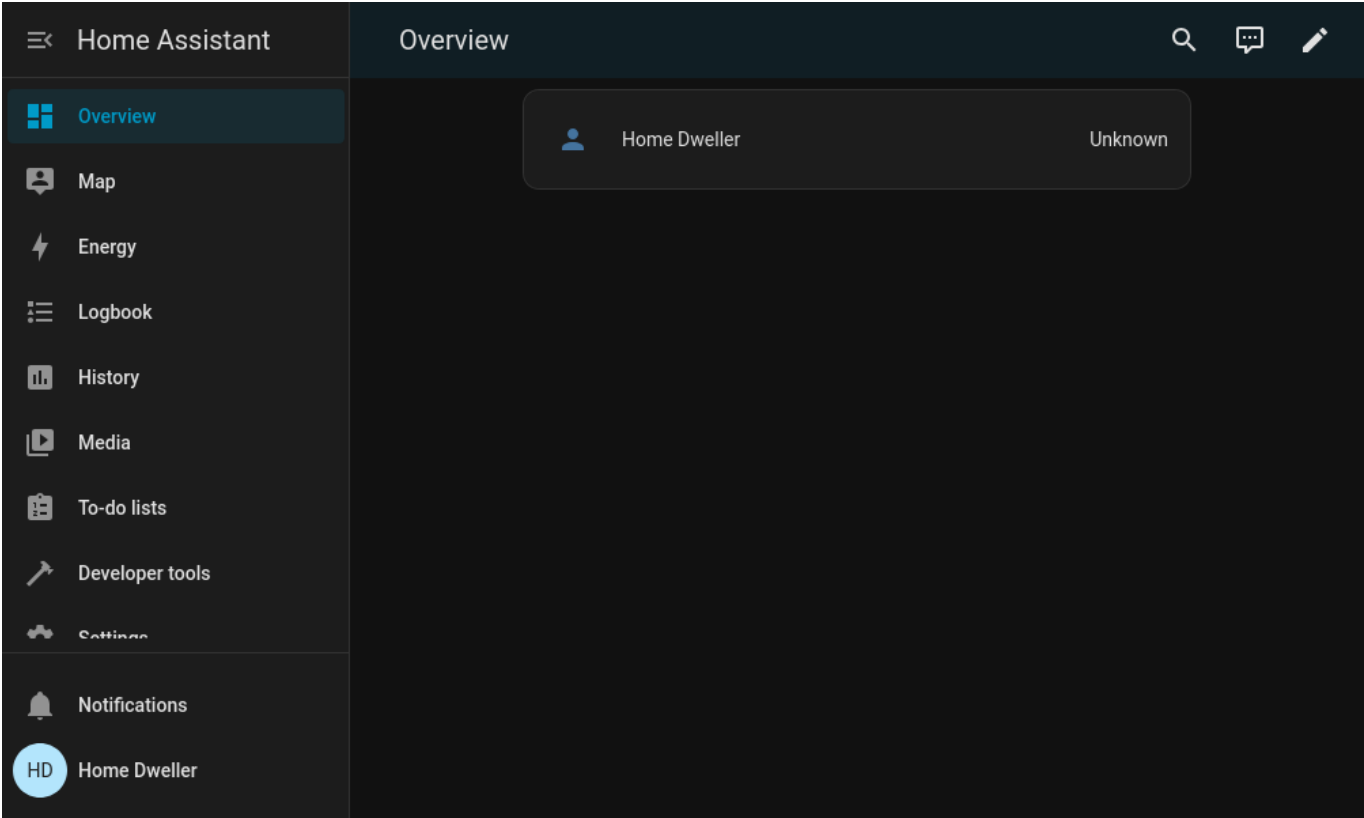 Home Assistant
Overview
Overview
Home Dweller
Unknown
Map
Energy
Logbook
History
Media
To-do lists
Developer tools
Settings
Notifications
HD
Home Dweller